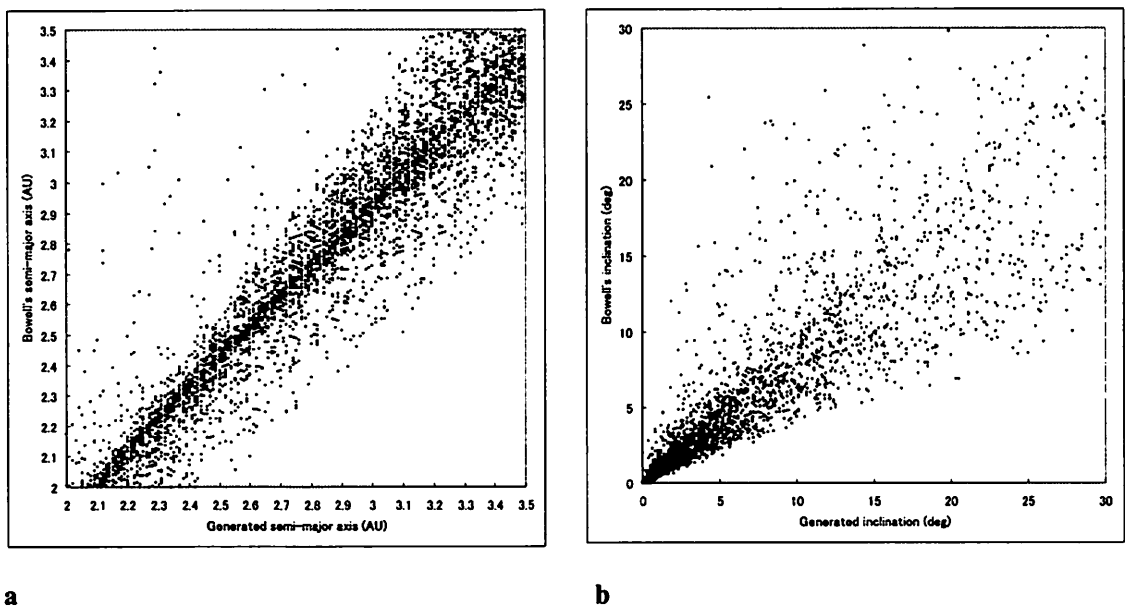 3.5
3.4
3.3
3.2
3.1
3
2.9
2.8
2.7
2.6
2.5
2.4
2.3
2.2
2.1
2
Bowell's semi-major axis (AU)
2 2.1 2.2 2.3 2.4 2.5 2.6 2.7 2.8 2.9 3 3.1 3.2 3.3 3.4 3.5
Generated semi-major axis (AU)
30
25
20
15
10
5
0
Bowell's inclination (deg)
0 5 10 15 20 25 30
Generated inclination (deg)
a
b